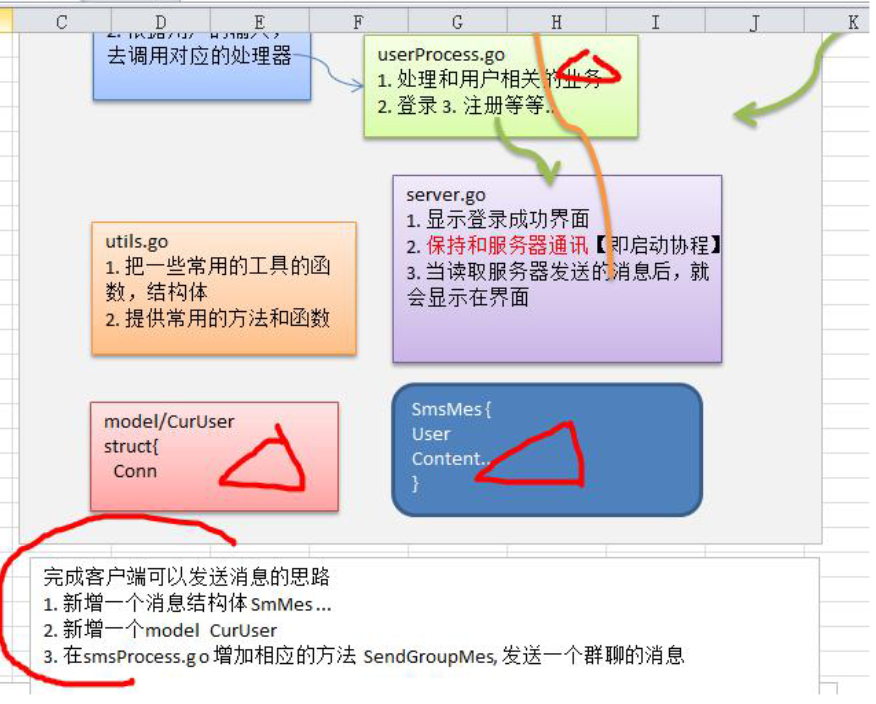 C D E F G H I J K
2. 根据用户的输入,
去调用对应的处理器
userProcess.go
1. 处理和用户相关的业务
2. 登录 3. 注册等等..
server.go
1. 显示登录成功界面
2. 保持和服务器通讯【即启动协程】
3. 当读取服务器发送的消息后，就
会显示在界面
utils.go
1. 把一些常用的工具的函
数，结构体
2. 提供常用的方法和函数
model/CurUser
struct{
Conn
SmsMes {
User
Content..
}
完成客户端可以发送消息的思路
1. 新增一个消息结构体 SmMes ...
2. 新增一个model CurUser
3. 在smsProcess.go 增加相应的方法 SendGroupMes, 发送一个群聊的消息